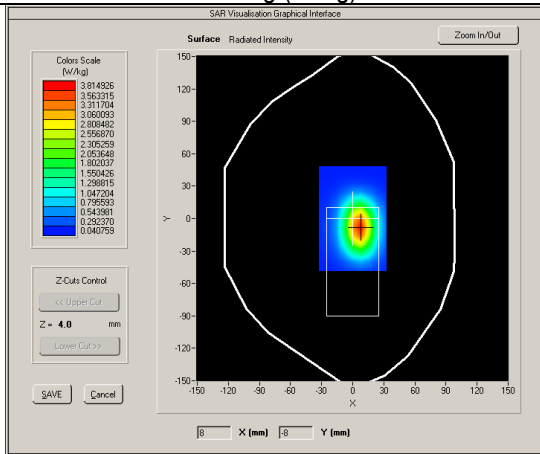 SAR Visualisation Graphical Interface
Surface Radiated Intensity
Zoom In/Out
Colors Scale
(W/kg)
3.814926
3.563315
3.311704
3.060093
2.808482
2.556870
2.305259
2.053648
1.802037
1.550426
1.298815
1.047204
0.795593
0.543981
0.292370
0.040759
Z-Cuts Control
<< Upper Cut
Z = 4.0 mm
Lower Cut >>
SAVE
Cancel
150-
120-
90-
60-
30-
0-
-30-
-60-
-90-
-120-
-150-
Y
-150 -120 -90 -60 -30 0 30 60 90 120 150
X
8 X (mm) -8 Y (mm)